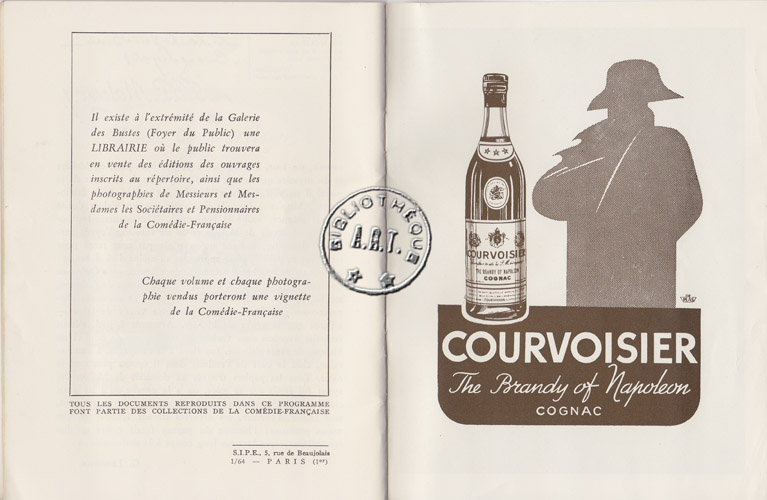 Il existe à l'extrémité de la Galerie
des Bustes (Foyer du Public) une
LIBRAIRIE où le public trouvera
en vente des éditions des ouvrages
inscrits au répertoire, ainsi que les
photographies de Messieurs et Mes-
dames les Sociétaires et Pensionnaires
de la Comédie-Française
Chaque volume et chaque photogra-
phie vendus porteront une vignette
de la Comédie-Française
TOUS LES DOCUMENTS REPRODUITS DANS CE PROGRAMME
FONT PARTIE DES COLLECTIONS DE LA COMÉDIE-FRANÇAISE
S.I.P.E., 5, rue de Beaujolais
1/64 — PARIS (1er)
BIBLIOTHÈQUE
A.R.T.
COURVOISIER
THE BRANDY OF NAPOLEON
COGNAC
COURVOISIER
The Brandy of Napoleon
COGNAC